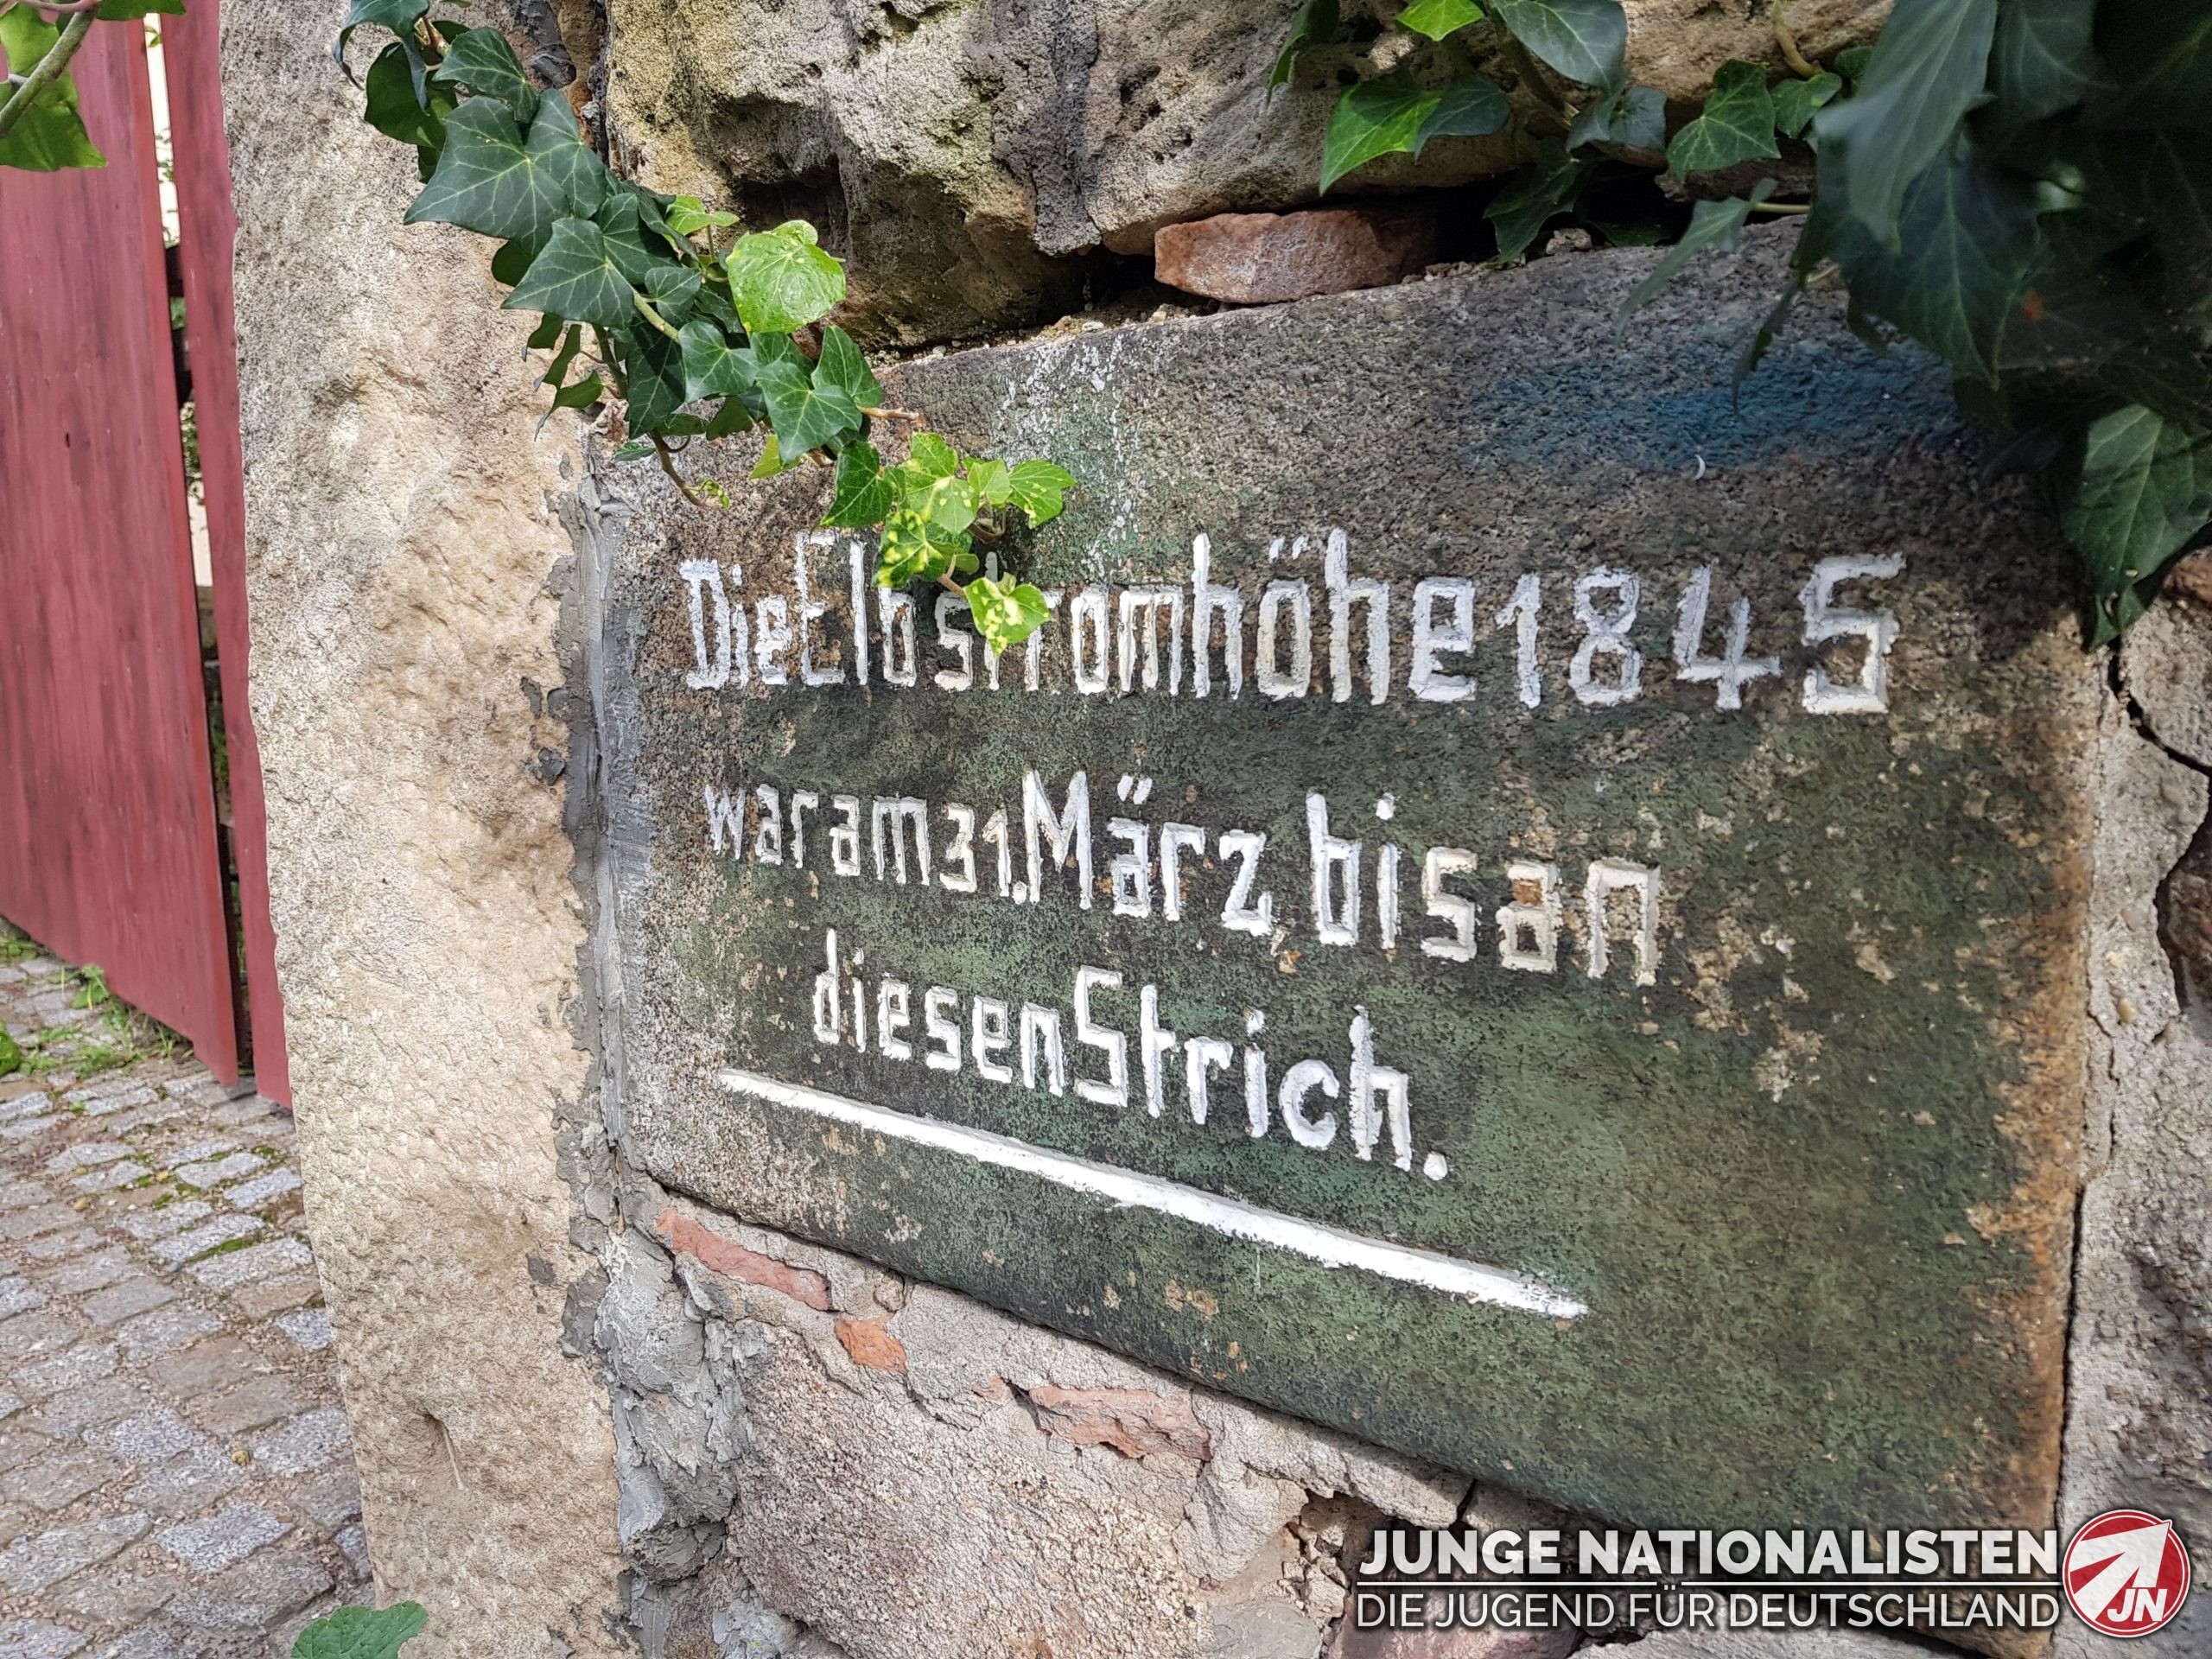 Die Elbstromhöhe 1845
war am 31. März, bis an
diesen Strich.
JUNGE NATIONALISTEN
DIE JUGEND FÜR DEUTSCHLAND
JN